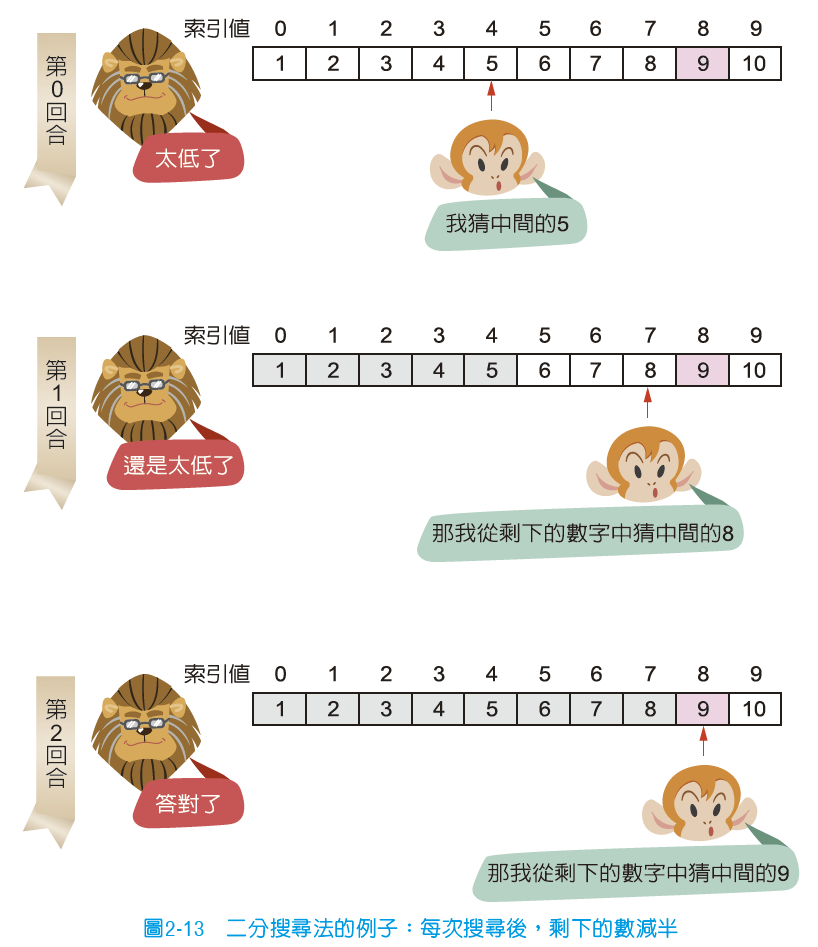 第0回合
索引值 0 1 2 3 4 5 6 7 8 9
1 2 3 4 5 6 7 8 9 10
太低了
我猜中間的5
第1回合
索引值 0 1 2 3 4 5 6 7 8 9
1 2 3 4 5 6 7 8 9 10
還是太低了
那我從剩下的數字中猜中間的8
第2回合
索引值 0 1 2 3 4 5 6 7 8 9
1 2 3 4 5 6 7 8 9 10
答對了
那我從剩下的數字中猜中間的9
圖2-13 二分搜尋法的例子：每次搜尋後，剩下的數減半